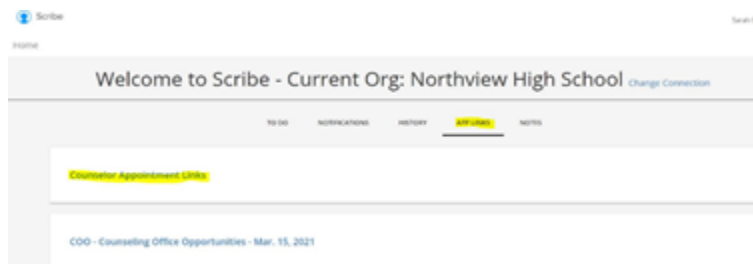 Scribe
Sarah
Home
Welcome to Scribe - Current Org: Northview High School Change Connection
TO DO NOTIFICATIONS HISTORY APP LINKS NOTES
Counselor Appointment Links
COO - Counseling Office Opportunities - Mar. 15, 2021